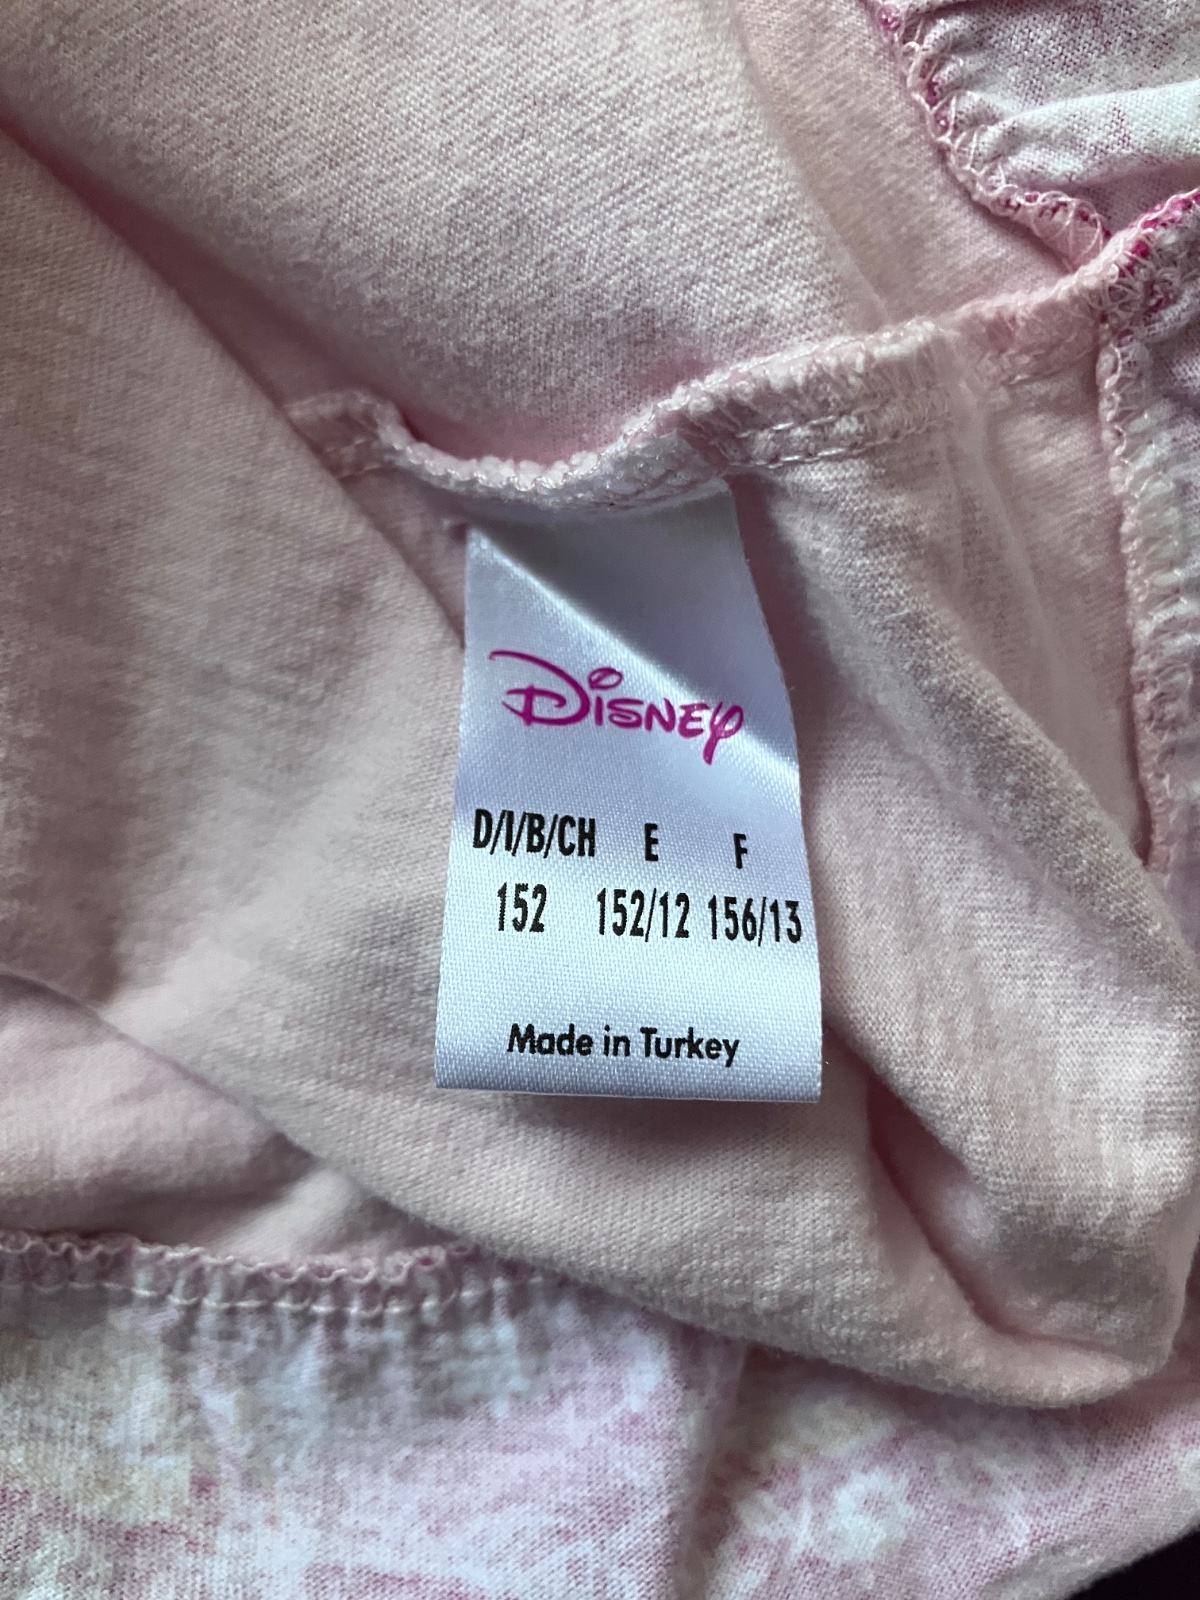 Disney
D/I/B/CH E F
152 152/12 156/13
Made in Turkey